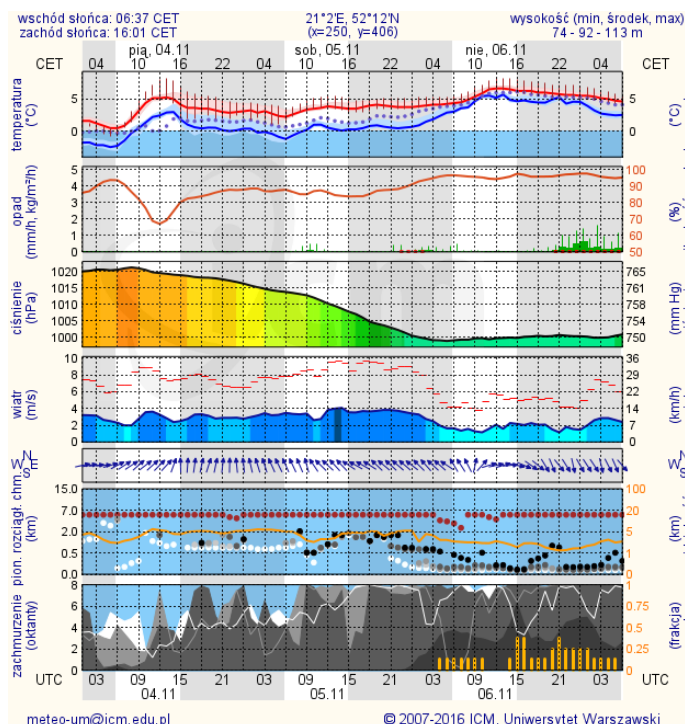 wschód słońca: 06:37 CET 21°2'E, 52°12'N wysokość (min, środek, max)
zachód słońca: 16:01 CET (x=250, y=406) 74 - 92 - 113 m
pią, 04.11 sob, 05.11 nie, 06.11
CET 04 10 16 22 04 10 16 22 04 10 16 22 04 CET
temperatura (°C) 5 0 5 0 (°C)
opad (mm/h, kg/m²/h) 5 4 3 2 1 0 100 90 80 70 60 50 (%)
ciśnienie (hPa) 1020 1015 1010 1005 1000 765 761 758 754 750 (mm Hg)
wiatr (m/s) 10 8 6 4 2 0 36 29 22 14 7 0 (km/h)
N W E S N W S
pion. rozciągł. chm. (km) 15.0 7.0 2.0 0.5 0.0 100 20 5 1 0 (km)
zachmurzenie (oktanty) 8 6 4 2 0 1 0.75 0.5 0.25 0 (frakcja)
UTC 03 09 15 21 03 09 15 21 03 09 15 21 03 UTC
04.11 05.11 06.11
meteo-um@icm.edu.pl © 2007-2016 ICM, Uniwersytet Warszawski